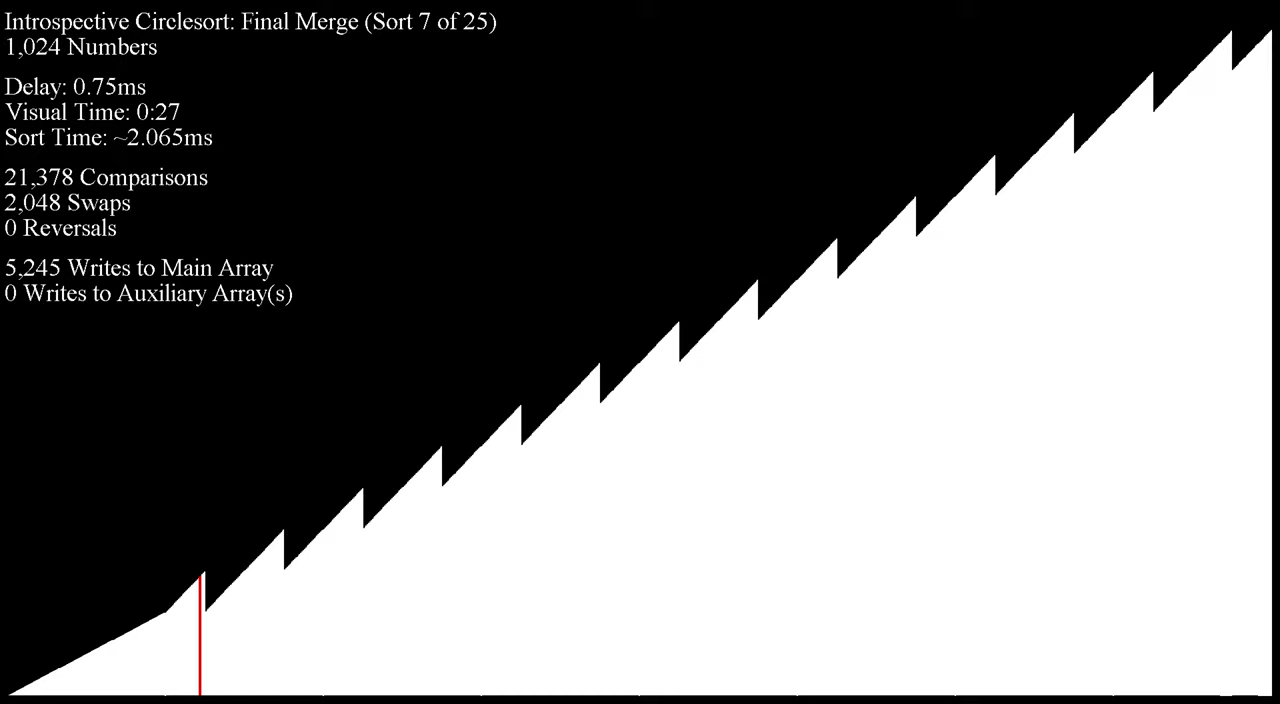 Introspective Circlesort: Final Merge (Sort 7 of 25)
1,024 Numbers
Delay: 0.75ms
Visual Time: 0:27
Sort Time: ~2.065ms
21,378 Comparisons
2,048 Swaps
0 Reversals
5,245 Writes to Main Array
0 Writes to Auxiliary Array(s)